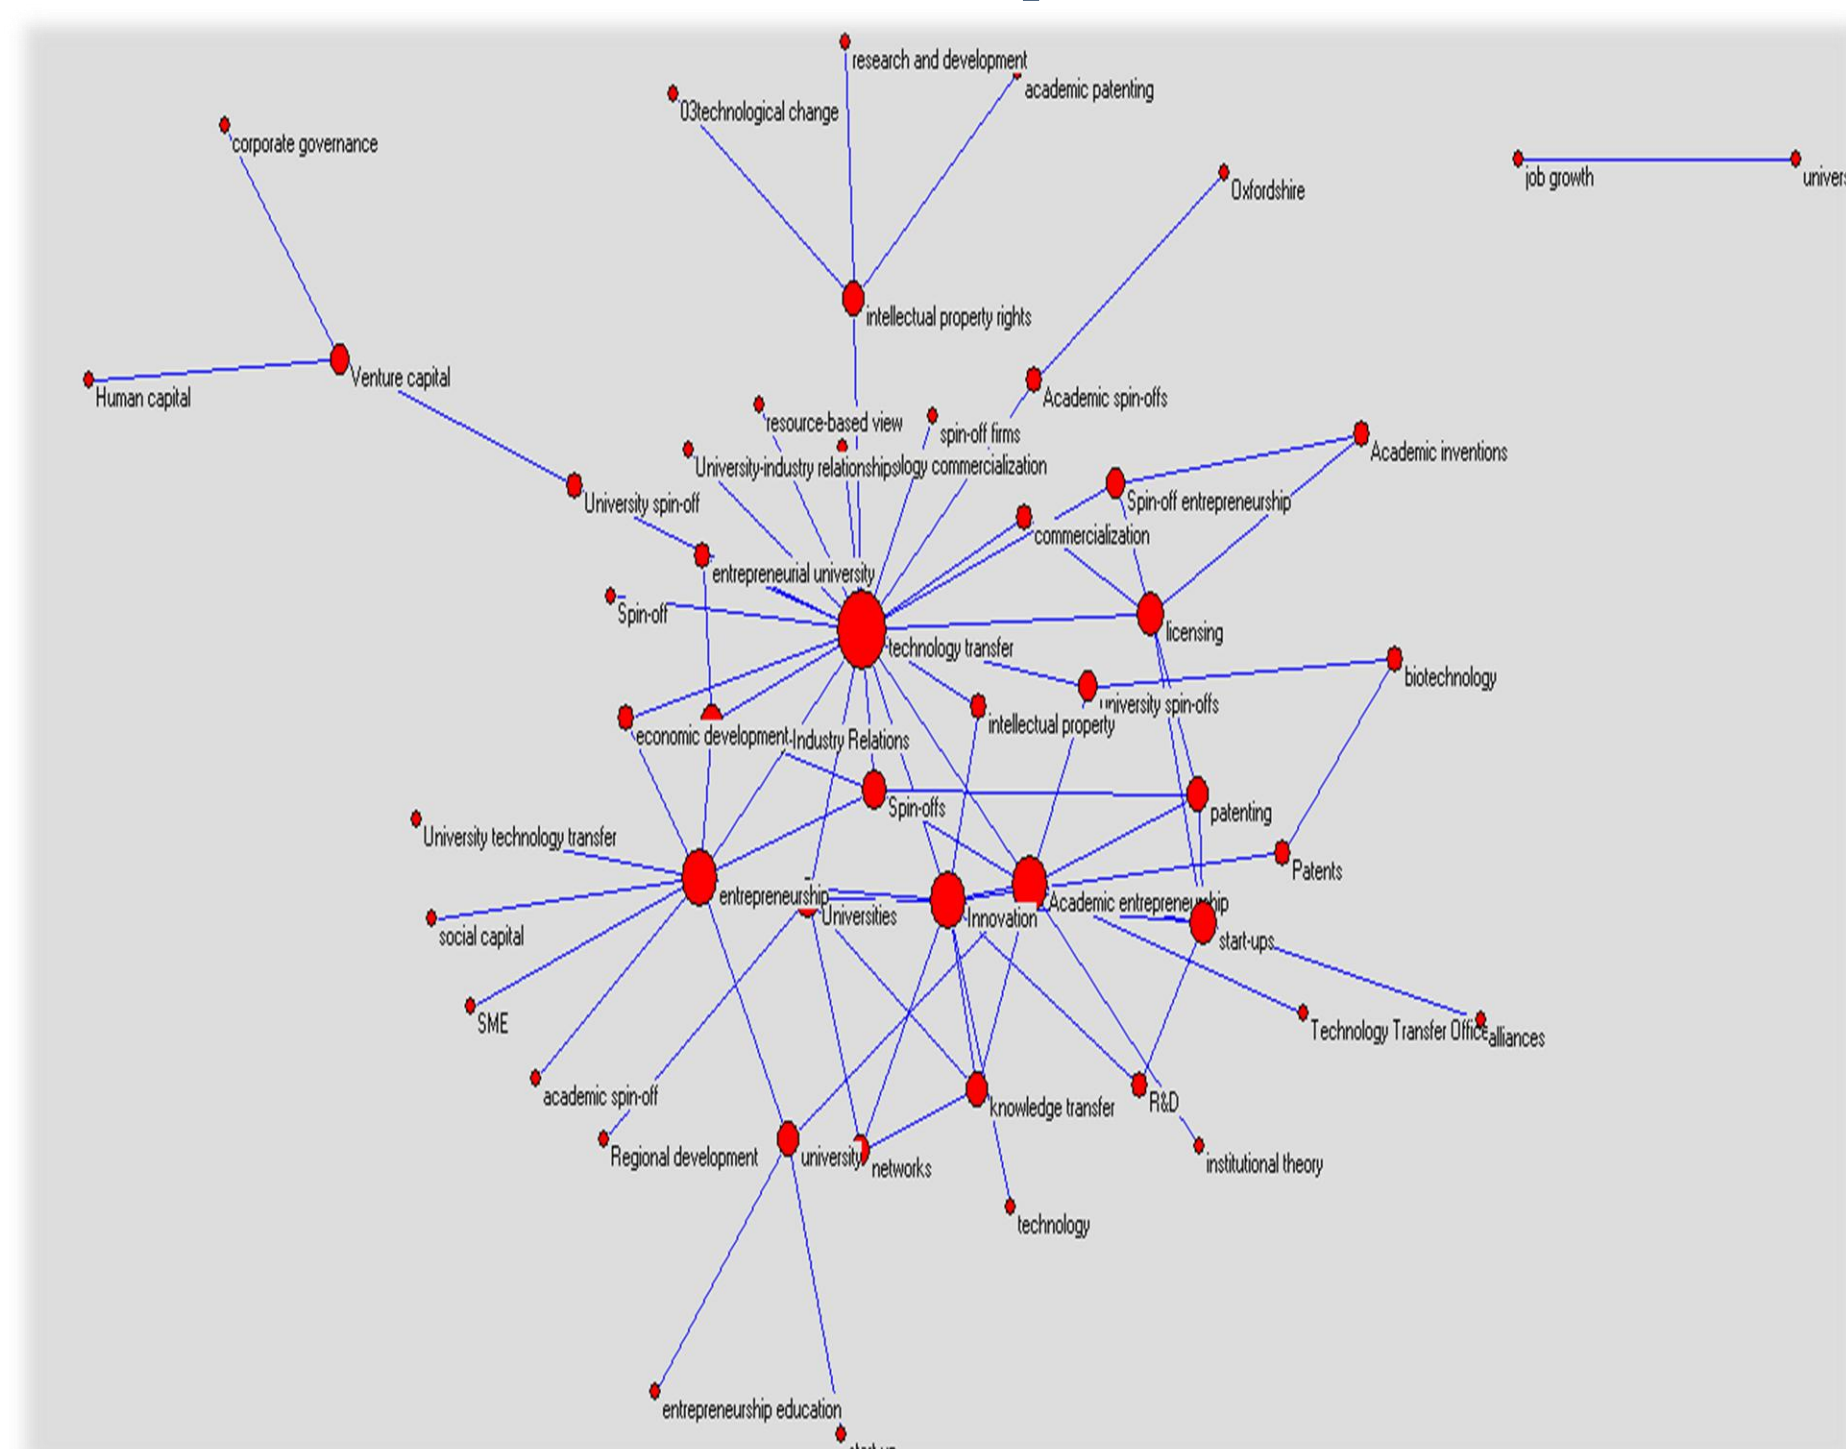 research and development
academic patenting
03technological change
corporate governance
job growth
univers
Oxfordshire
intellectual property rights
Venture capital
Human capital
Academic spin-offs
resource-based view
spin-off firms
University-industry relationships
logy commercialization
Academic inventions
University spin-off
Spin-off entrepreneurship
commercialization
entrepreneurial university
Spin-off
licensing
technology transfer
biotechnology
university spin-offs
intellectual property
economic development
-Industry Relations
Spin-offs
patenting
University technology transfer
Patents
entrepreneurship
Academic entrepreneurship
Universities
Innovation
social capital
start-ups
SME
Technology Transfer Office
alliances
academic spin-off
R&D
knowledge transfer
Regional development
university
networks
institutional theory
technology
entrepreneurship education